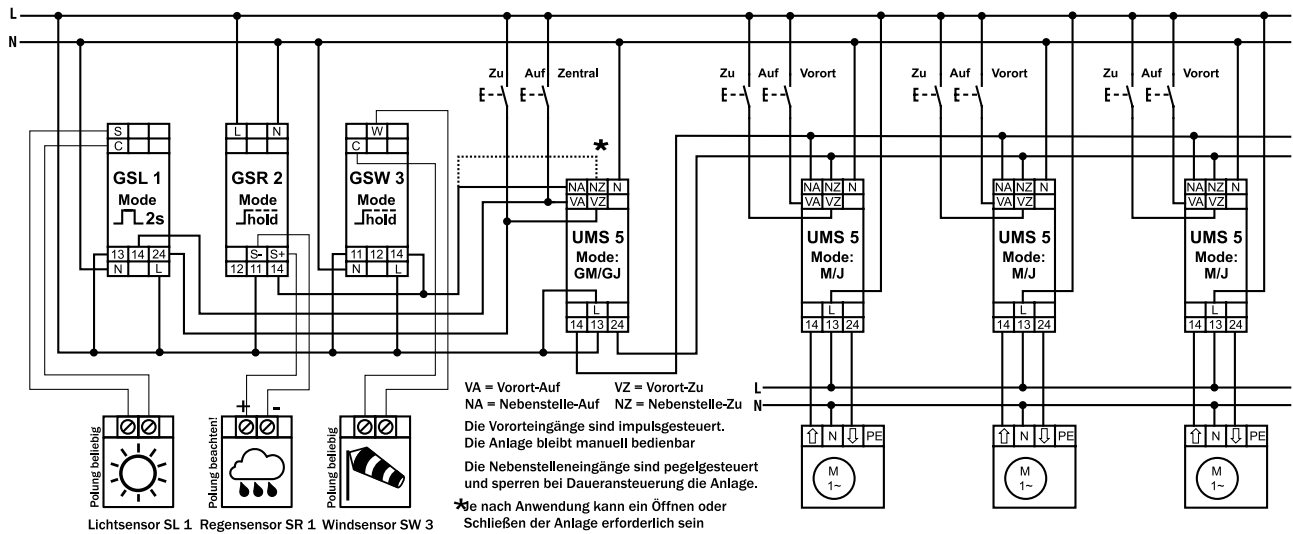 L
N
Zu Auf Zentral
Zu Auf Vorort
Zu Auf Vorort
Zu Auf Vorort
S
C
GSL 1
Mode
2s
13 14 24
N L
L N
GSR 2
Mode
hold
S- S+
12 11 14
W
C
GSW 3
Mode
hold
11 12 14
N L
*
NA NZ N
VA VZ
UMS 5
Mode:
GM/GJ
L
14 13 24
NA NZ N
VA VZ
UMS 5
Mode:
M/J
L
14 13 24
NA NZ N
VA VZ
UMS 5
Mode:
M/J
L
14 13 24
NA NZ N
VA VZ
UMS 5
Mode:
M/J
L
14 13 24
VA = Vorort-Auf VZ = Vorort-Zu
NA = Nebenstelle-Auf NZ = Nebenstelle-Zu
Die Vororteingänge sind impulsgesteuert.
Die Anlage bleibt manuell bedienbar
Die Nebenstelleneingänge sind pegelgesteuert
und sperren bei Daueransteuerung die Anlage.
*Je nach Anwendung kann ein Öffnen oder
Schließen der Anlage erforderlich sein
L
N
N PE
M
1~
N PE
M
1~
N PE
M
1~
Polung beliebig
Lichtsensor SL 1
+ -
Polung beachten!
Regensensor SR 1
Polung beliebig
Windsensor SW 3